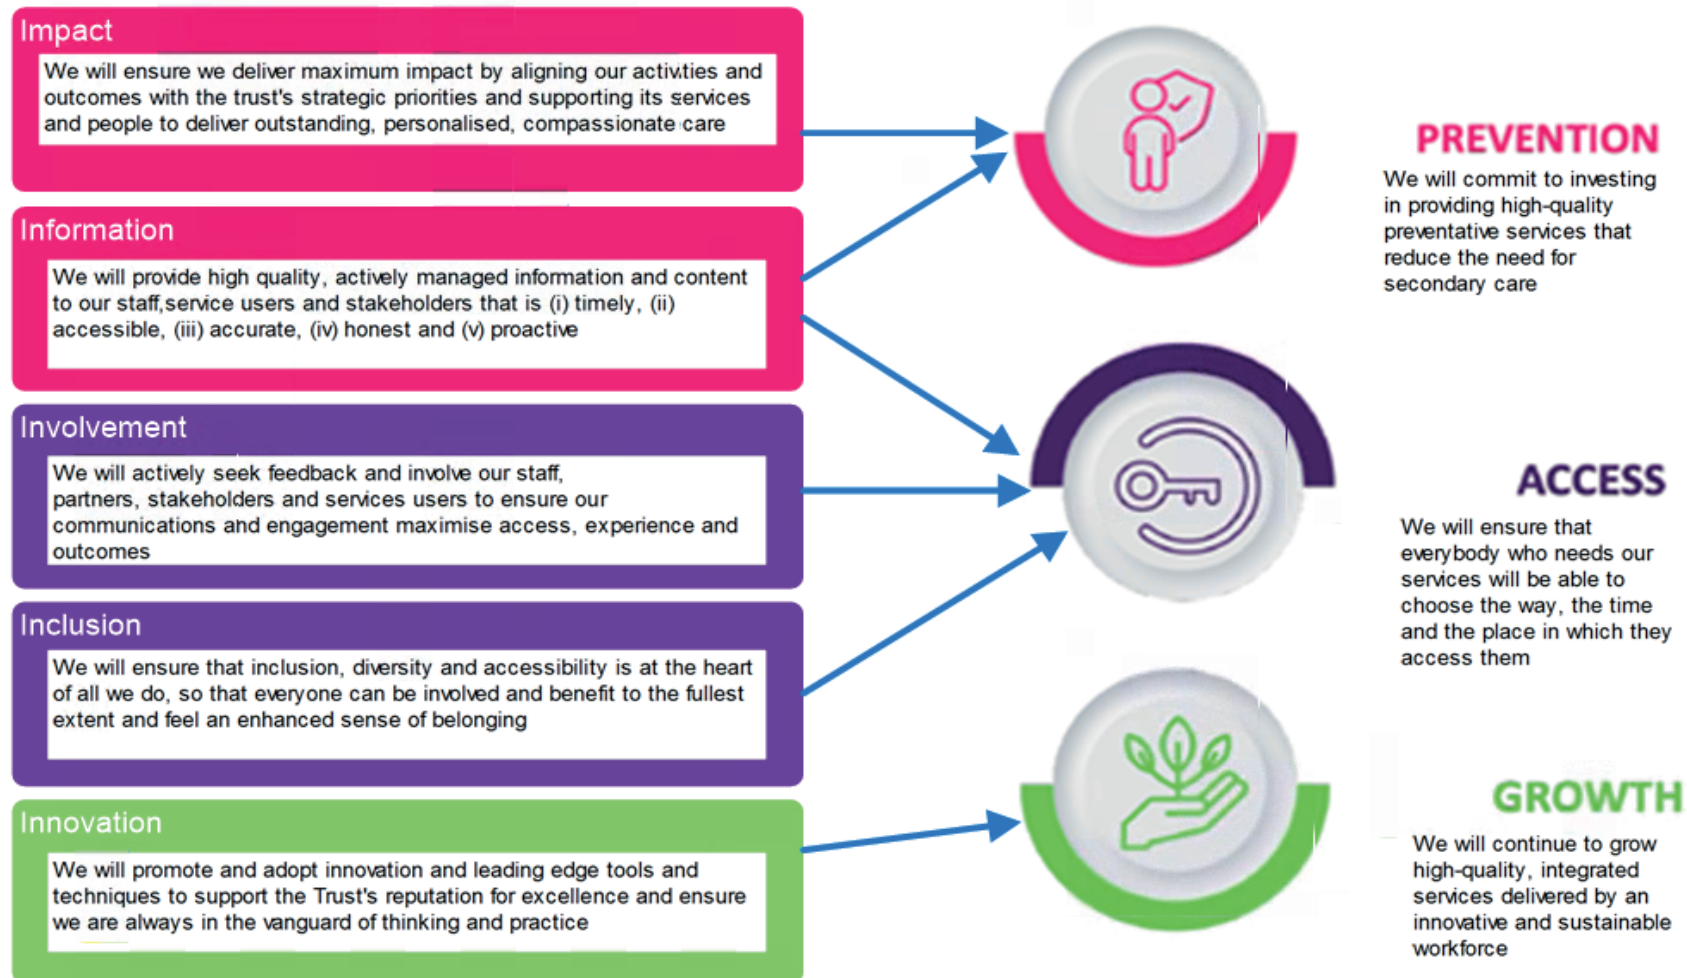 Impact
We will ensure we deliver maximum impact by aligning our activities and
outcomes with the trust's strategic priorities and supporting its services
and people to deliver outstanding, personalised, compassionate care
Information
We will provide high quality, actively managed information and content
to our staff,service users and stakeholders that is (i) timely, (ii)
accessible, (iii) accurate, (iv) honest and (v) proactive
Involvement
We will actively seek feedback and involve our staff,
partners, stakeholders and services users to ensure our
communications and engagement maximise access, experience and
outcomes
Inclusion
We will ensure that inclusion, diversity and accessibility is at the heart
of all we do, so that everyone can be involved and benefit to the fullest
extent and feel an enhanced sense of belonging
Innovation
We will promote and adopt innovation and leading edge tools and
techniques to support the Trust's reputation for excellence and ensure
we are always in the vanguard of thinking and practice
PREVENTION
We will commit to investing
in providing high-quality
preventative services that
reduce the need for
secondary care
ACCESS
We will ensure that
everybody who needs our
services will be able to
choose the way, the time
and the place in which they
access them
GROWTH
We will continue to grow
high-quality, integrated
services delivered by an
innovative and sustainable
workforce